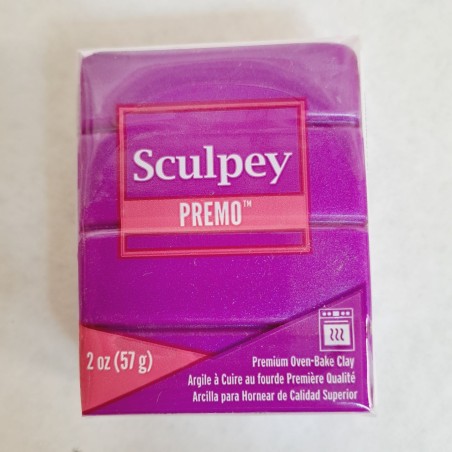 Sculpey
PREMO™
2 oz (57 g)
Premium Oven-Bake Clay
Argile à Cuire au fourde Première Qualité
Arcilla para Hornear de Calidad Superior